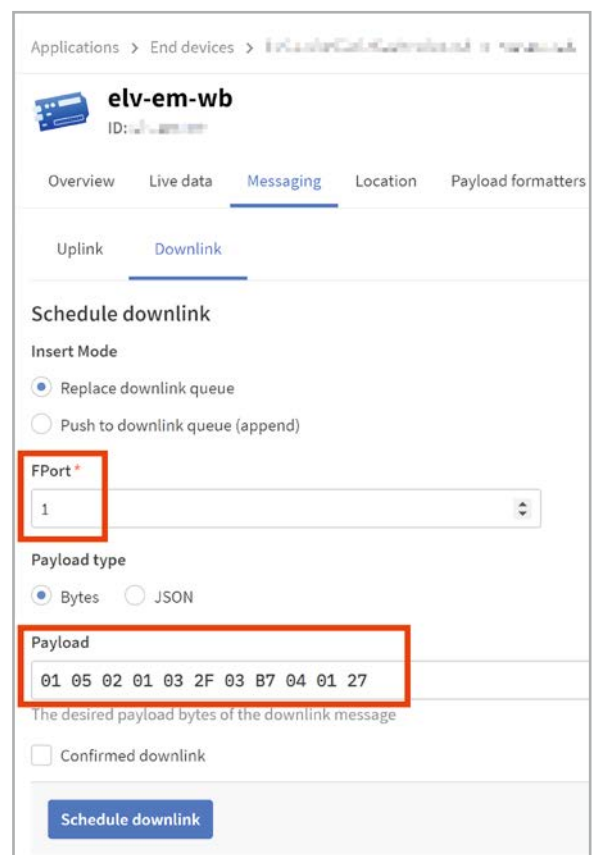 Applications > End devices >
elv-em-wb
ID:
Overview Live data Messaging Location Payload formatters
Uplink Downlink
Schedule downlink
Insert Mode
Replace downlink queue
Push to downlink queue (append)
FPort *
1
Payload type
Bytes JSON
Payload
01 05 02 01 03 2F 03 B7 04 01 27
The desired payload bytes of the downlink message
Confirmed downlink
Schedule downlink